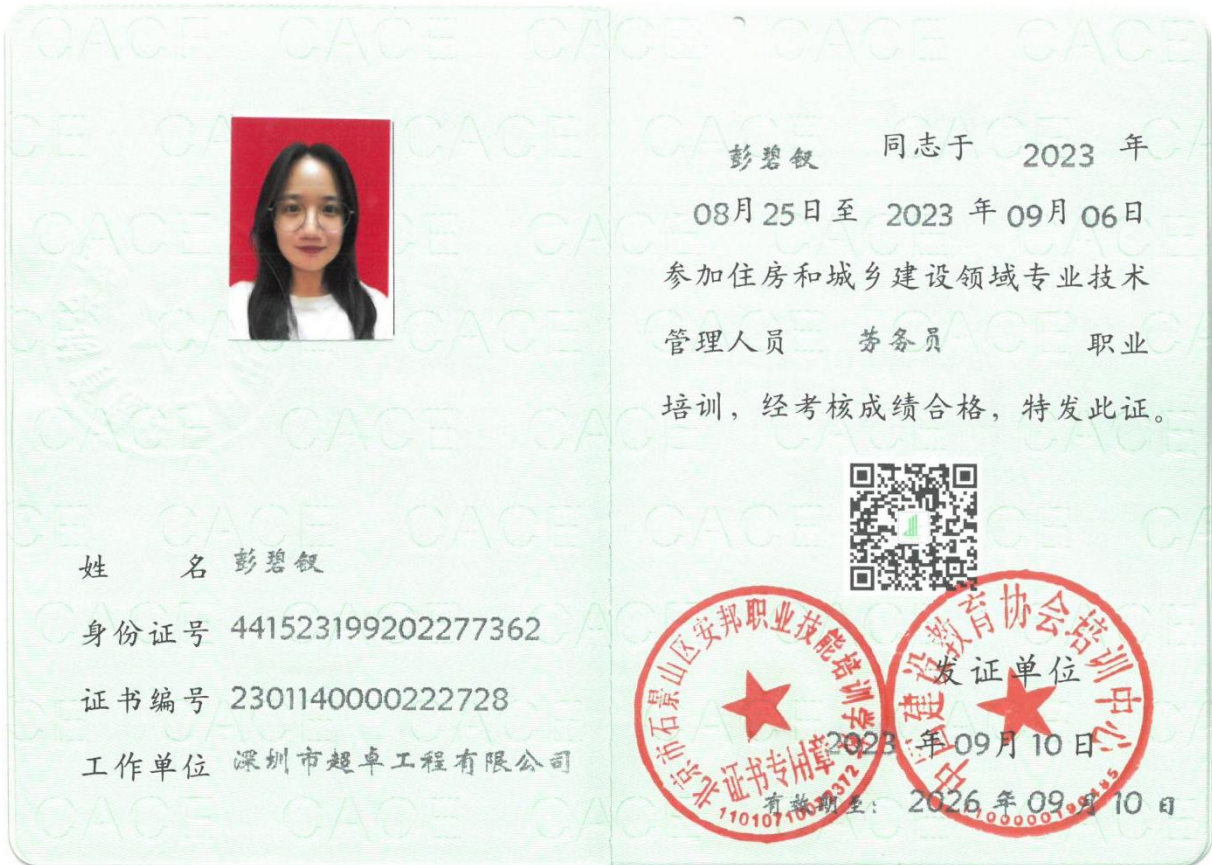 姓 名 彭碧钗
身份证号 441523199202277362
证书编号 2301140000222728
工作单位 深圳市超卓工程有限公司
彭碧钗 同志于 2023 年
08月25日至 2023 年 09月 06日
参加住房和城乡建设领域专业技术
管理人员 劳务员 职业
培训，经考核成绩合格，特发此证。
北京市石景山区安邦职业技能培训学校
证书专用章
中国建设教育协会培训中心
发证单位
2023 年 09月 10 日
有效期至： 2026 年 09 月 10 日
CACE